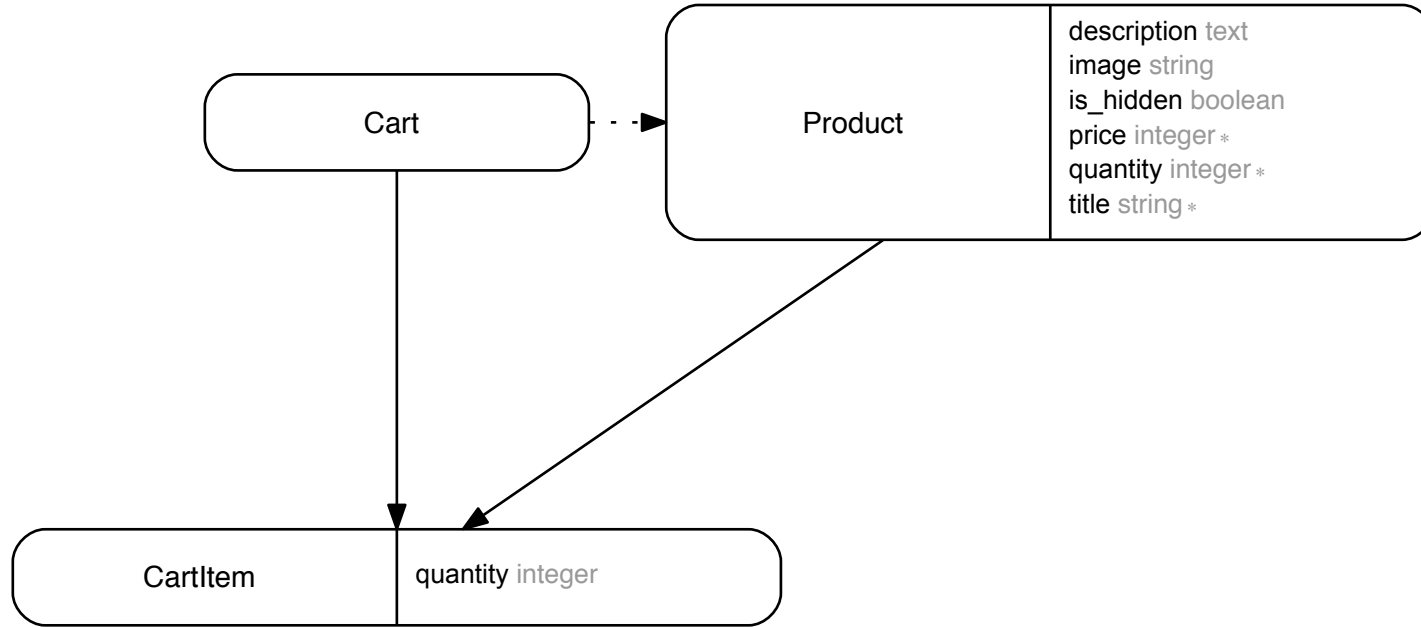 Cart
Product
description text
image string
is_hidden boolean
price integer *
quantity integer *
title string *
CartItem
quantity integer